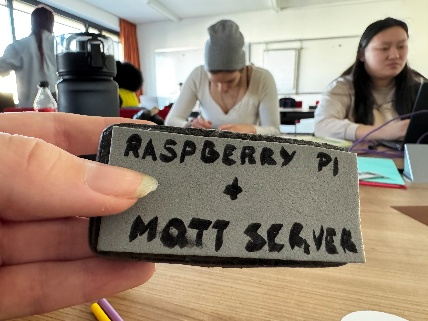 RASPBERRY PI
+
MQTT SERVER